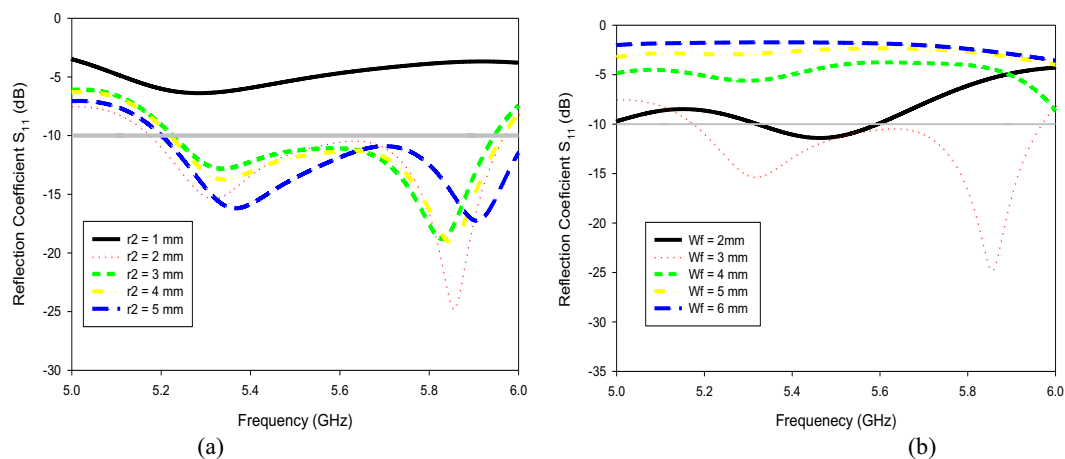 0
-5
-10
-15
-20
-25
-30
Reflection Coefficient S11 (dB)
r2 = 1 mm
r2 = 2 mm
r2 = 3 mm
r2 = 4 mm
r2 = 5 mm
5.0 5.2 5.4 5.6 5.8 6.0
Frequency (GHz)
(a)
0
-5
-10
-15
-20
-25
-30
-35
Reflection Coeficient S11 (dB)
Wf = 2mm
Wf = 3 mm
Wf = 4 mm
Wf = 5 mm
Wf = 6 mm
5.0 5.2 5.4 5.6 5.8 6.0
Frequenecy (GHz)
(b)